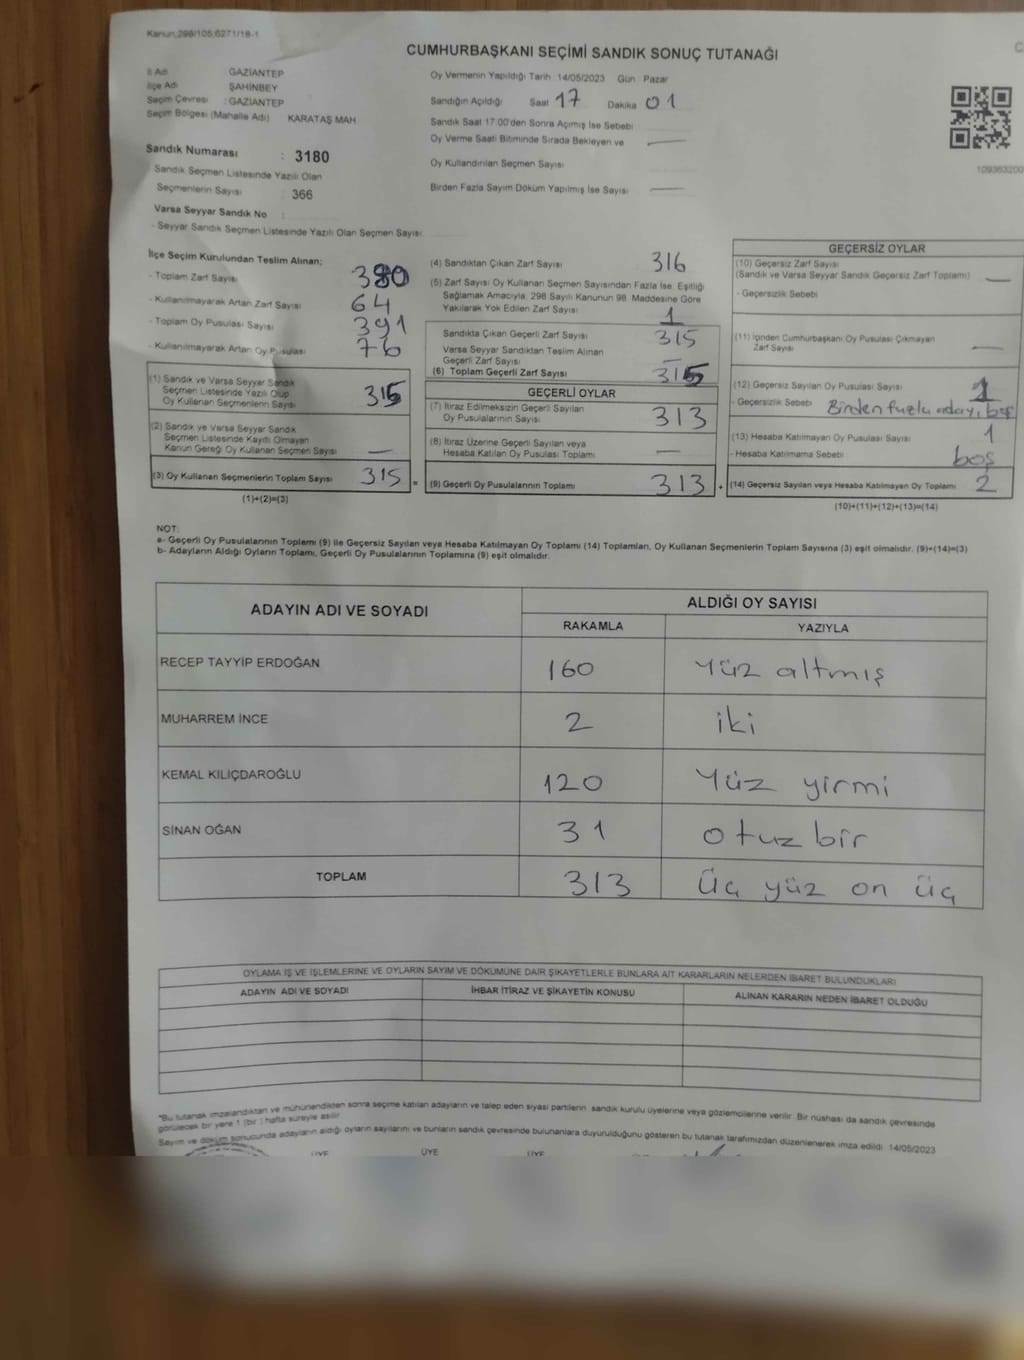 Kanun:298/105;6271/18-1
CUMHURBAŞKANI SEÇİMİ SANDIK SONUÇ TUTANAĞI
İl Adı GAZİANTEP
İlçe Adı ŞAHİNBEY
Seçim Çevresi : GAZİANTEP
Seçim Bölgesi (Mahalle Adı) KARATAŞ MAH
Sandık Numarası : 3180
Sandık Seçmen Listesinde Yazılı Olan
Seçmenlerin Sayısı : 366
Varsa Seyyar Sandık No :
- Seyyar Sandık Seçmen Listesinde Yazılı Olan Seçmen Sayısı:
Oy Vermenin Yapıldığı Tarih :14/05/2023 Gün : Pazar
Sandığın Açıldığı Saat 17 Dakika 01
Sandık Saat 17:00'den Sonra Açılmış İse Sebebi
Oy Verme Saati Bitiminde Sırada Bekleyen ve
Oy Kullandırılan Seçmen Sayısı
Birden Fazla Sayım Döküm Yapılmış İse Sayısı
109363200
İlçe Seçim Kurulundan Teslim Alınan;
- Toplam Zarf Sayısı 380
- Kullanılmayarak Artan Zarf Sayısı 64
- Toplam Oy Pusulası Sayısı 391
- Kullanılmayarak Artan Oy Pusulası 76
(1) Sandık ve Varsa Seyyar Sandık
Seçmen Listesinde Yazılı Olup
Oy Kullanan Seçmenlerin Sayısı 315
(2) Sandık ve Varsa Seyyar Sandık
Seçmen Listesinde Kaydı Olmayan
Kanun Gereği Oy Kullanan Seçmen Sayısı —
(3) Oy Kullanan Seçmenlerin Toplam Sayısı 315 =
(1)+(2)=(3)
(4) Sandıktan Çıkan Zarf Sayısı 316
(5) Zarf Sayısı Oy Kullanan Seçmen Sayısından Fazla İse, Eşitliği
Sağlamak Amacıyla, 298 Sayılı Kanunun 98. Maddesine Göre
Yakılarak Yok Edilen Zarf Sayısı 1
Sandıkta Çıkan Geçerli Zarf Sayısı 315
Varsa Seyyar Sandıktan Teslim Alınan
Geçerli Zarf Sayısı —
(6) Toplam Geçerli Zarf Sayısı 315
GEÇERLİ OYLAR
(7) İtiraz Edilmeksizin Geçerli Sayılan
Oy Pusulalarının Sayısı 313
(8) İtiraz Üzerine Geçerli Sayılan veya
Hesaba Katılan Oy Pusulası Toplamı —
(9) Geçerli Oy Pusulalarının Toplamı 313 +
GEÇERSİZ OYLAR
(10) Geçersiz Zarf Sayısı
(Sandık ve Varsa Seyyar Sandık Geçersiz Zarf Toplamı) —
- Geçersizlik Sebebi
(11) İçinden Cumhurbaşkanı Oy Pusulası Çıkmayan
Zarf Sayısı —
(12) Geçersiz Sayılan Oy Pusulası Sayısı 1
- Geçersizlik Sebebi Birden fazla adayı
(13) Hesaba Katılmayan Oy Pusulası Sayısı 1
- Hesaba Katılmama Sebebi boş
(14) Geçersiz Sayılan veya Hesaba Katılmayan Oy Toplamı 2
(10)+(11)+(12)+(13)=(14)
NOT:
a- Geçerli Oy Pusulalarının Toplamı (9) ile Geçersiz Sayılan veya Hesaba Katılmayan Oy Toplamı (14) Toplamları, Oy Kullanan Seçmenlerin Toplam Sayısına (3) eşit olmalıdır. (9)+(14)=(3)
b- Adayların Aldığı Oyların Toplamı, Geçerli Oy Pusulalarının Toplamına (9) eşit olmalıdır.
ADAYIN ADI VE SOYADI ALDIĞI OY SAYISI
RAKAMLA YAZIYLA
RECEP TAYYİP ERDOĞAN 160 Yüz altmış
MUHARREM İNCE 2 iki
KEMAL KILIÇDAROĞLU 120 Yüz yirmi
SİNAN OĞAN 31 otuz bir
TOPLAM 313 Üç yüz on üç
OYLAMA İŞ VE İŞLEMLERİNE VE OYLARIN SAYIM VE DÖKÜMÜNE DAİR ŞİKAYETLERLE BUNLARA AİT KARARLARIN NELERDEN İBARET BULUNDUKLARI
ADAYIN ADI VE SOYADI İHBAR İTİRAZ VE ŞİKAYETİN KONUSU ALINAN KARARIN NEDEN İBARET OLDUĞU
*Bu tutanak imzalandıktan ve mühürlendikten sonra seçime katılan adayların ve talep eden siyasi partilerin sandık kurulu üyelerine veya gözlemcilerine verilir. Bir nüshası da sandık çevresinde
görülecek bir yere 1 (bir) hafta süreyle asılır.
Sayım ve döküm sonucunda adayların aldığı oyların sayılarını ve bunların sandık çevresinde bulunanlara duyurulduğunu gösteren bu tutanak tarafımızdan düzenlenerek imza edildi. 14/05/2023
ÜYE ÜYE ÜYE